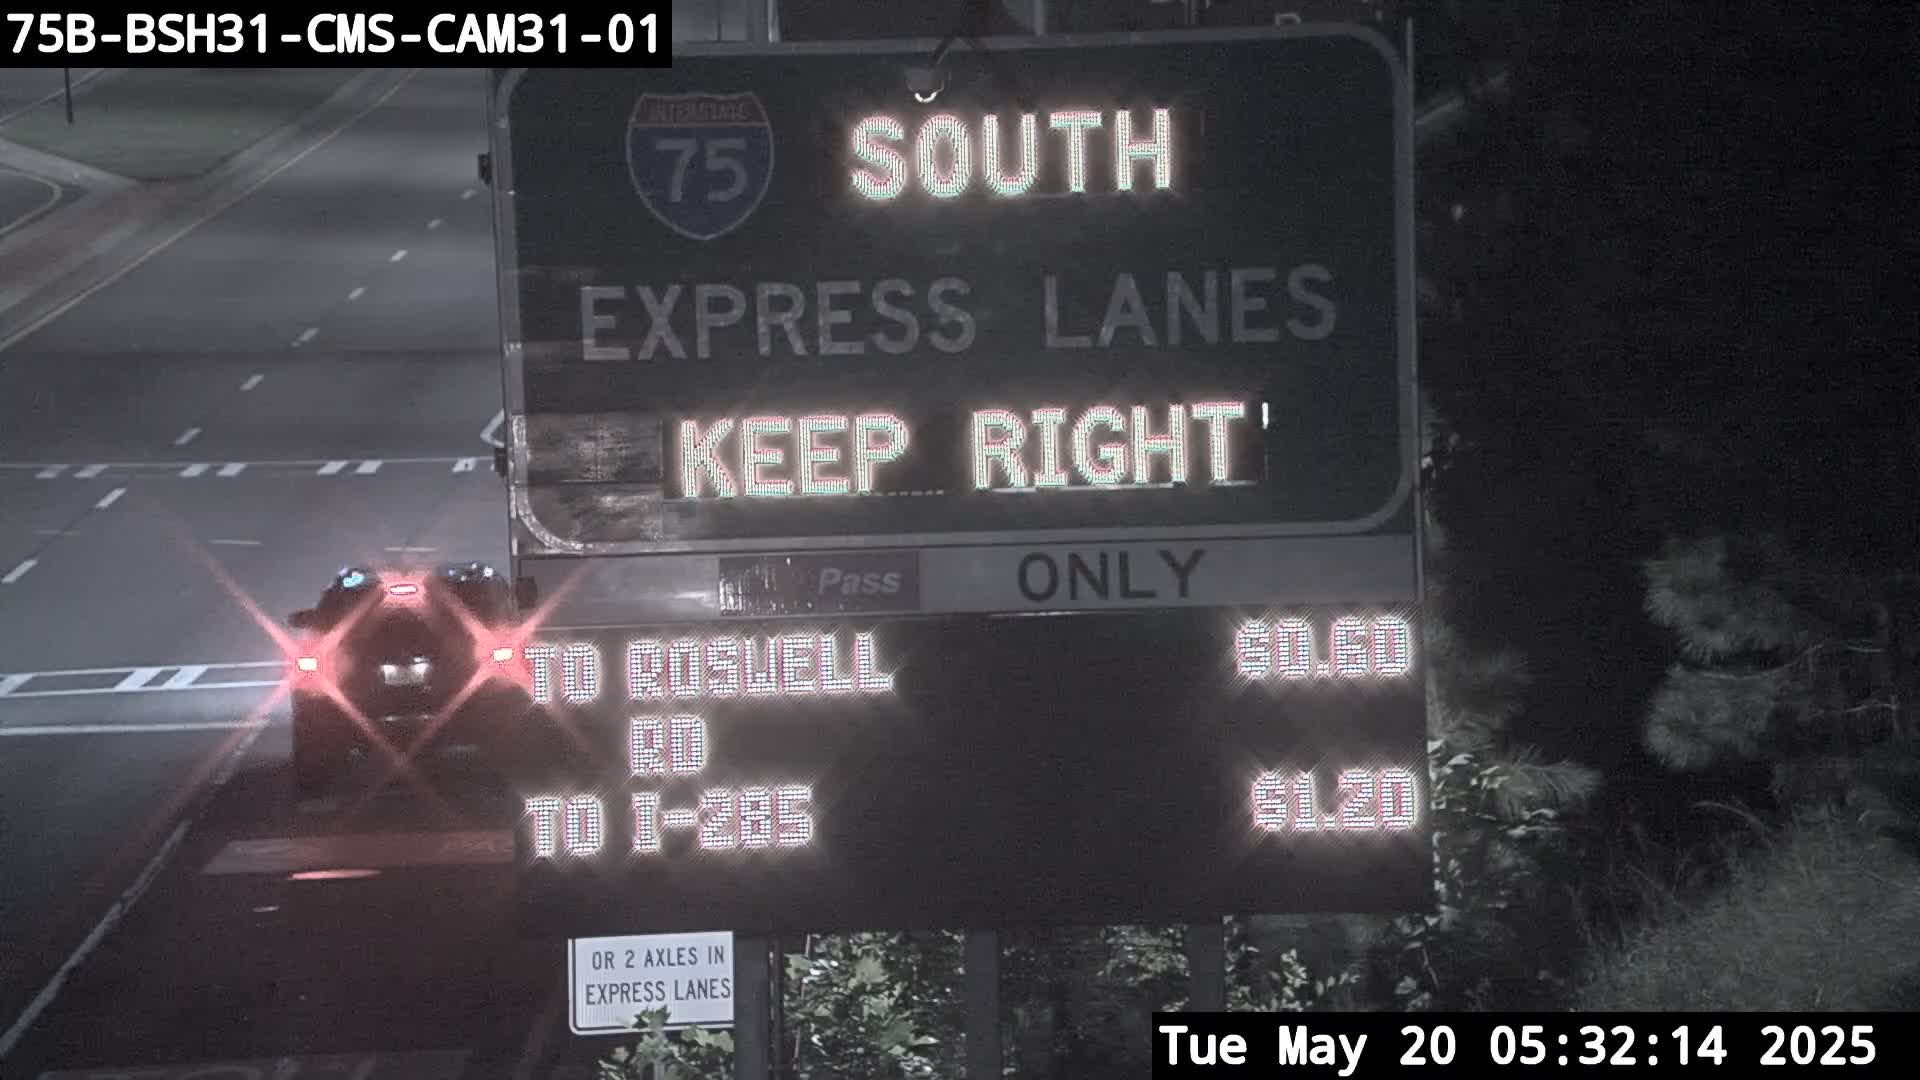 75B-BSH31-CMS-CAM31-01
INTERSTATE
75
SOUTH
EXPRESS LANES
KEEP RIGHT
Pass ONLY
TO ROSWELL $0.60
RD
TO I-285 $1.20
OR 2 AXLES IN
EXPRESS LANES
Tue May 20 05:32:14 2025